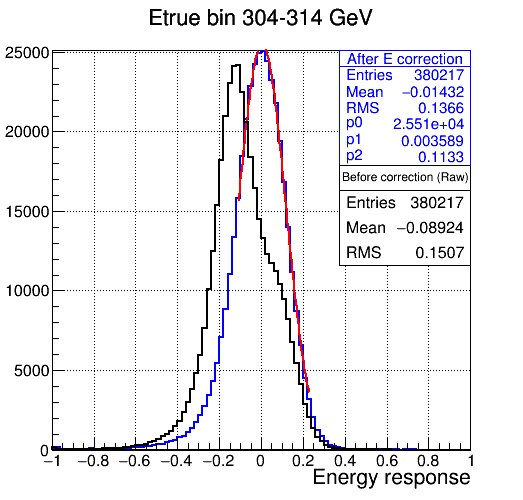 Etrue bin 304-314 GeV
After E correction
Entries 380217
Mean −0.01432
RMS 0.1366
p0 2.551e+04
p1 0.003589
p2 0.1133
Before correction (Raw)
Entries 380217
Mean −0.08924
RMS 0.1507
25000
20000
15000
10000
5000
0
−1 −0.8 −0.6 −0.4 −0.2 0 0.2 0.4 0.6 0.8 1
Energy response